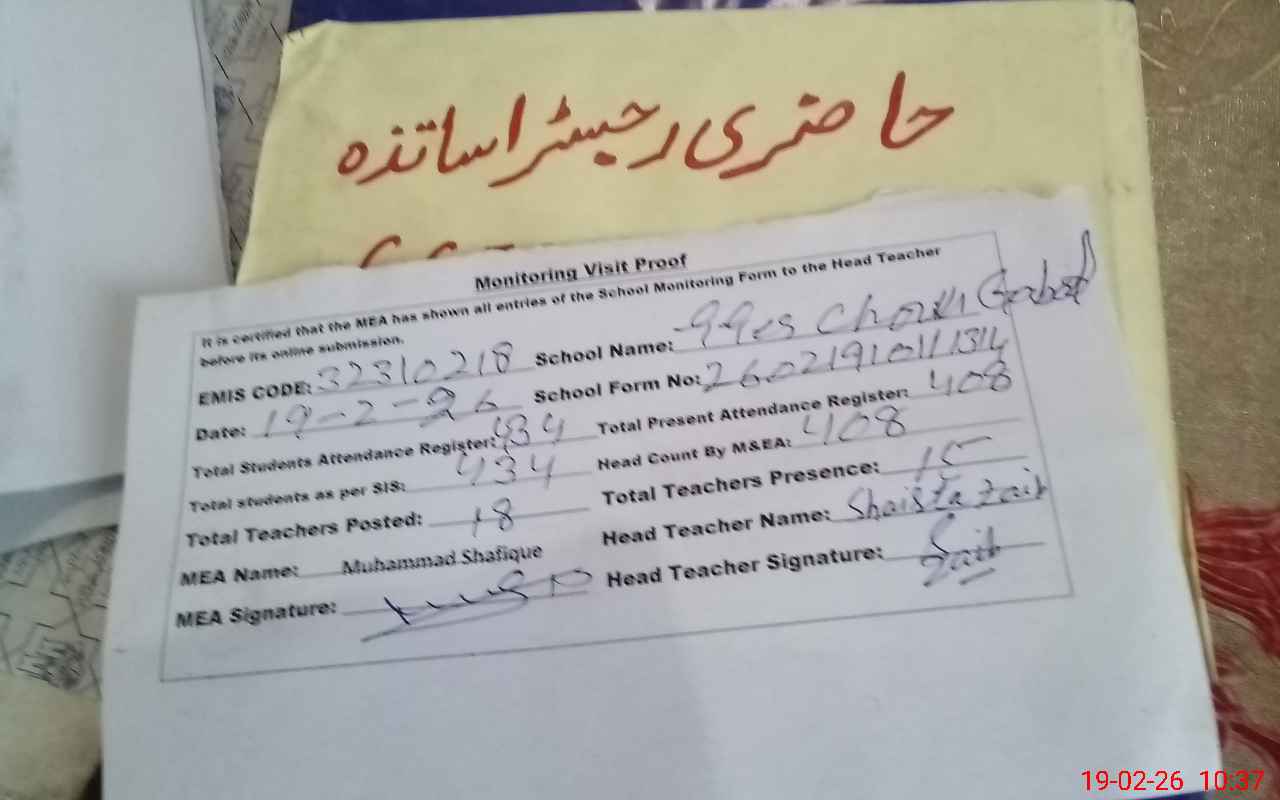 حاضری رجسٹر اساتذہ
Monitoring Visit Proof
It is certified that the MEA has shown all entries of the School Monitoring Form to the Head Teacher
before its online submission.
EMIS CODE: 32310218 School Name: GGES Chowk Gabol
Date: 19-2-26 School Form No: 2602191011314
Total Students Attendance Register: 434 Total Present Attendance Register: 408
Total students as per SIS: 434 Head Count By M&EA: 408
Total Teachers Posted: 18 Total Teachers Presence: 15
MEA Name: Muhammad Shafique Head Teacher Name: Shaista Zaib
MEA Signature: Head Teacher Signature: Zaib
19-02-26 10:37